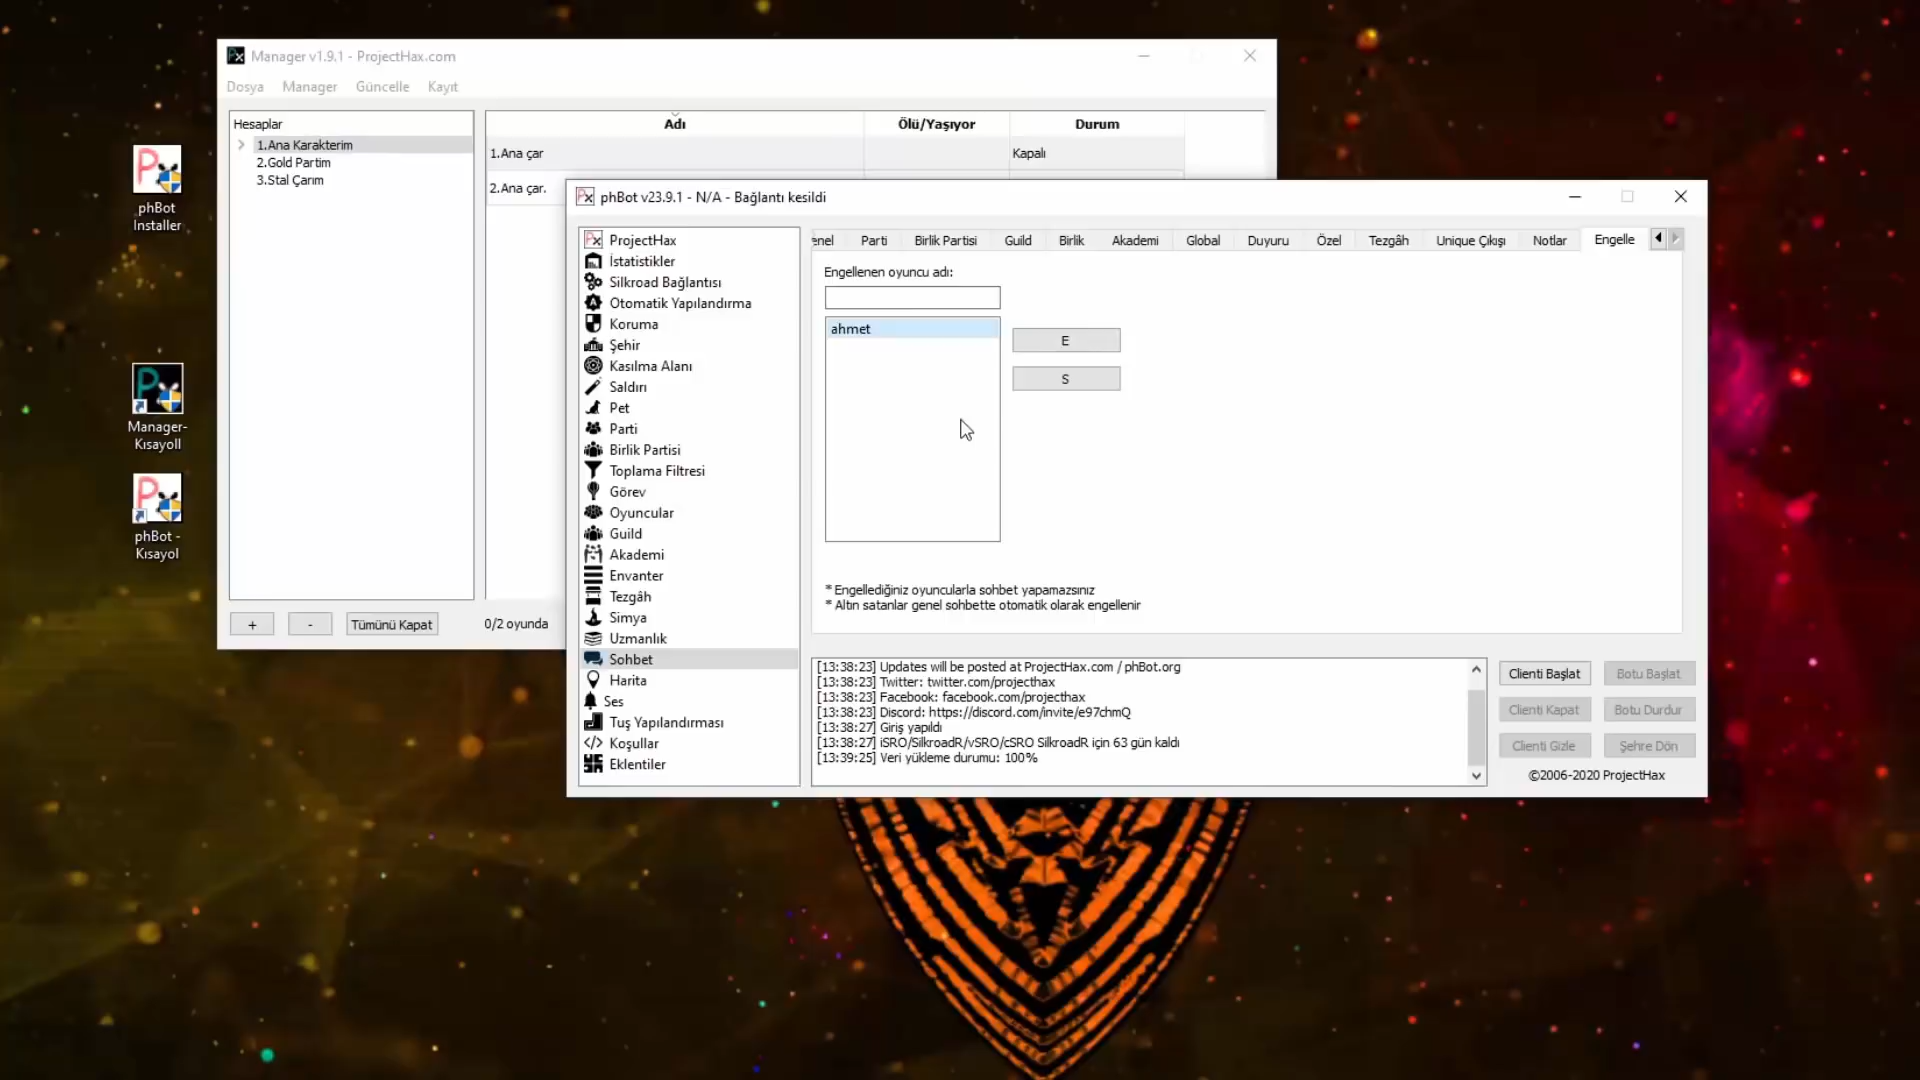 Manager v1.9.1 - ProjectHax.com
Dosya
Manager
Güncelle
Kayıt
Hesaplar
1.Ana Karakterim
2.Gold Partim
3.Stal Çarım
Adı
Ölü/Yaşıyor
Durum
1.Ana çar
Kapalı
2.Ana çar.
+
-
Tümünü Kapat
0/2 oyunda
phBot
Installer
Manager-
Kısayoll
phBot -
Kısayol
phBot v23.9.1 - N/A - Bağlantı kesildi
ProjectHax
İstatistikler
Silkroad Bağlantısı
Otomatik Yapılandırma
Koruma
Şehir
Kasılma Alanı
Saldırı
Pet
Parti
Birlik Partisi
Toplama Filtresi
Görev
Oyuncular
Guild
Akademi
Envanter
Tezgâh
Simya
Uzmanlık
Sohbet
Harita
Ses
Tuş Yapılandırması
Koşullar
Eklentiler
enel
Parti
Birlik Partisi
Guild
Birlik
Akademi
Global
Duyuru
Özel
Tezgâh
Unique Çıkışı
Notlar
Engelle
Engellenen oyuncu adı:
ahmet
E
S
* Engellediğiniz oyuncularla sohbet yapamazsınız
* Altın satanlar genel sohbette otomatik olarak engellenir
[13:38:23] Updates will be posted at ProjectHax.com / phBot.org
[13:38:23] Twitter: twitter.com/projecthax
[13:38:23] Facebook: facebook.com/projecthax
[13:38:23] Discord: https://discord.com/invite/e97chmQ
[13:38:27] Giriş yapıldı
[13:38:27] iSRO/SilkroadR/vSRO/cSRO SilkroadR için 63 gün kaldı
[13:39:25] Veri yükleme durumu: 100%
Clienti Başlat
Botu Başlat
Clienti Kapat
Botu Durdur
Clienti Gizle
Şehre Dön
©2006-2020 ProjectHax